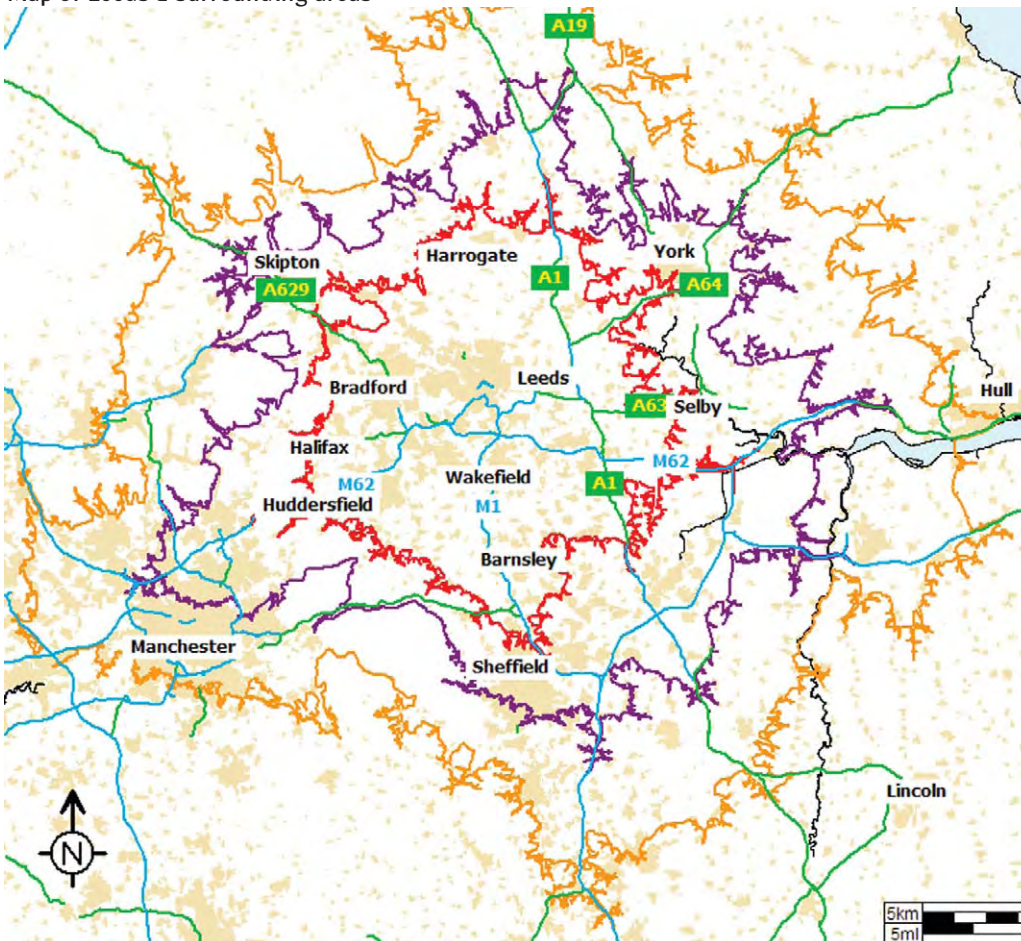 A19
York
Harrogate
Skipton
A1
A64
A629
Leeds
Bradford
Hull
A63
Selby
Halifax
M62
Wakefield
M62
A1
Huddersfield
M1
Barnsley
Manchester
Sheffield
Lincoln
N
5km
5ml